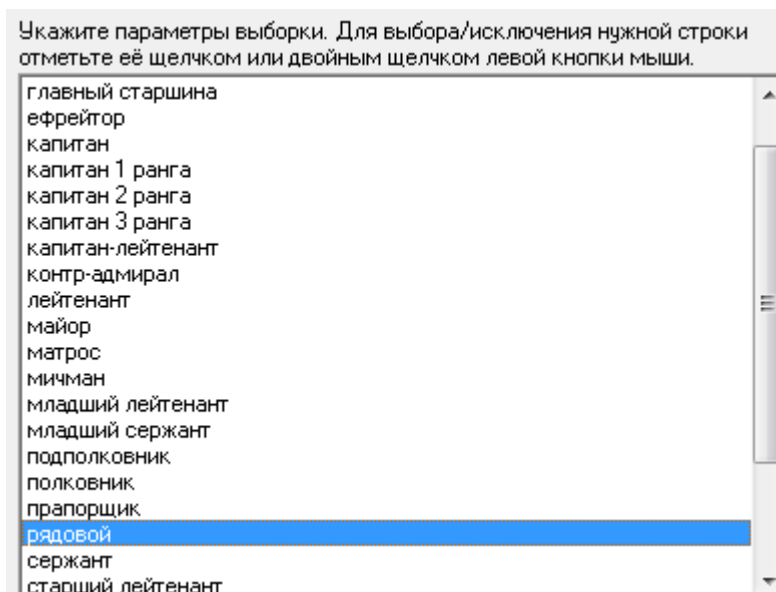 Укажите параметры выборки. Для выбора/исключения нужной строки
отметьте её щелчком или двойным щелчком левой кнопки мыши.
главный старшина
ефрейтор
капитан
капитан 1 ранга
капитан 2 ранга
капитан 3 ранга
капитан-лейтенант
контр-адмирал
лейтенант
майор
матрос
мичман
младший лейтенант
младший сержант
подполковник
полковник
прапорщик
рядовой
сержант
старший лейтенант